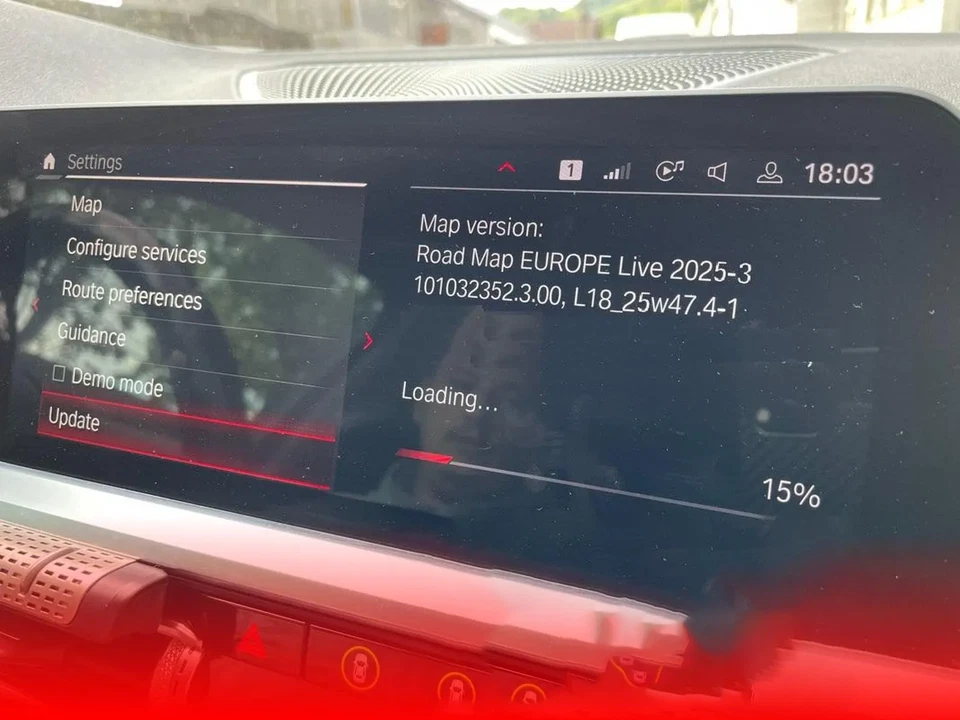 Settings
1
18:03
Map
Configure services
Route preferences
Guidance
Demo mode
Update
Map version:
Road Map EUROPE Live 2025-3
101032352.3.00, L18_25w47.4-1
Loading...
15%